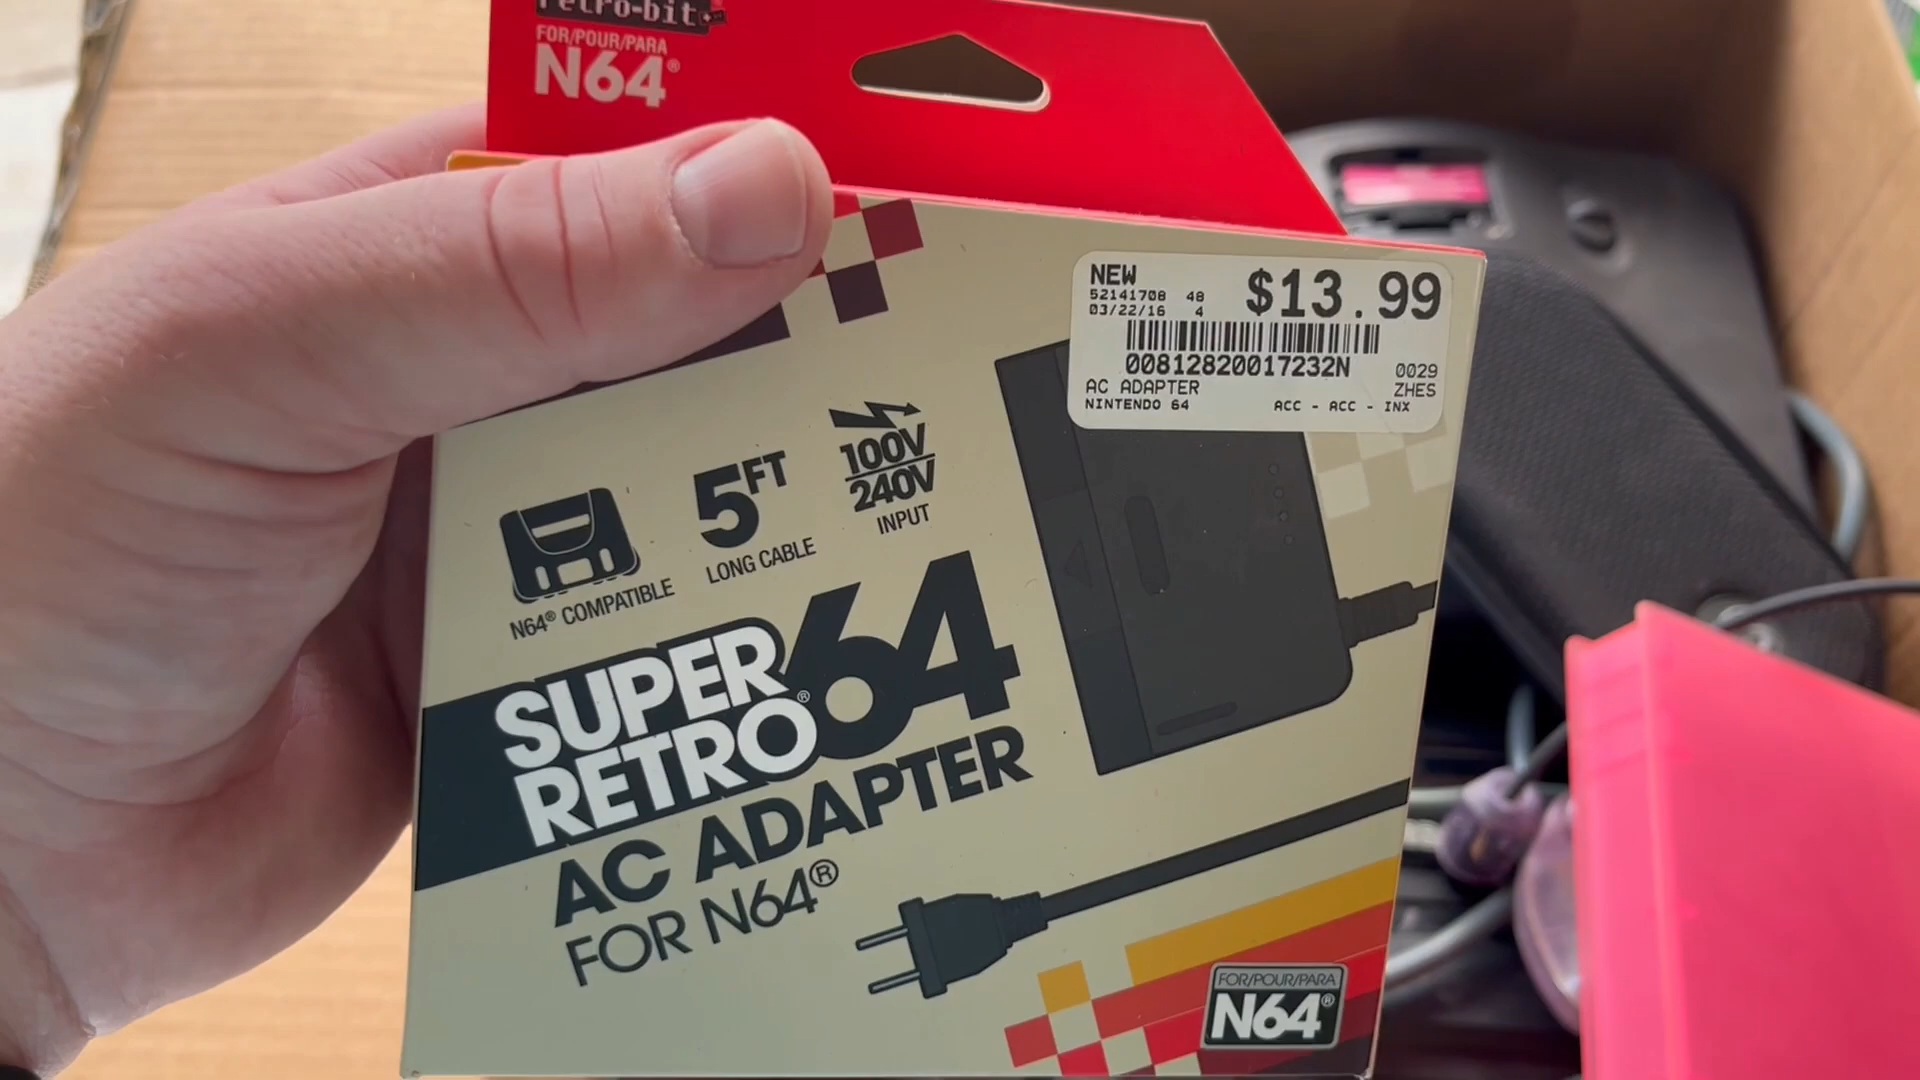 retro-bit
FOR/POUR/PARA
N64®
NEW
52141708 48
03/22/16 4
$13.99
00812820017232N
0029
AC ADAPTER
ZHES
NINTENDO 64
ACC - ACC - INX
N64® COMPATIBLE
5FT
LONG CABLE
100V
240V
INPUT
SUPER
RETRO®64
AC ADAPTER
FOR N64®
FOR/POUR/PARA
N64®